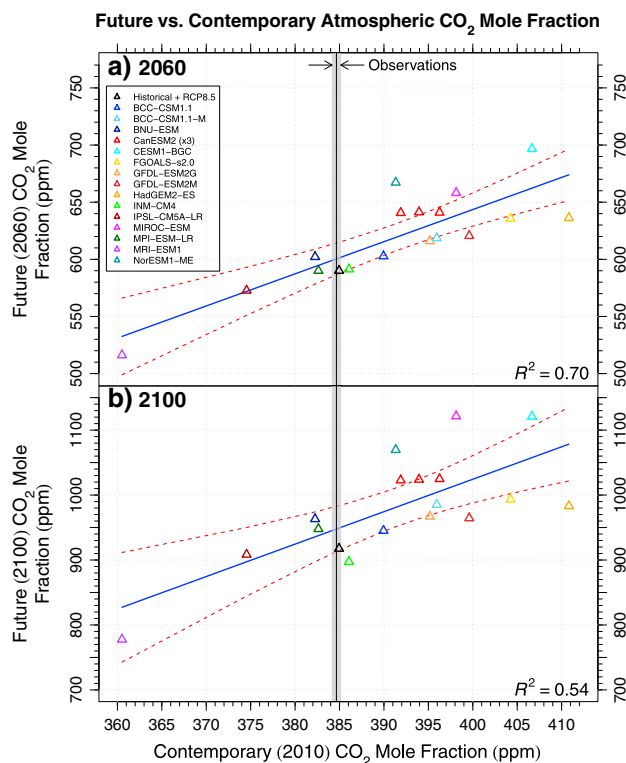 Future vs. Contemporary Atmospheric CO2 Mole Fraction
a) 2060
Observations
Historical + RCP8.5
BCC−CSM1.1
BCC−CSM1.1−M
BNU−ESM
CanESM2 (x3)
CESM1−BGC
FGOALS−s2.0
GFDL−ESM2G
GFDL−ESM2M
HadGEM2−ES
INM−CM4
IPSL−CM5A−LR
MIROC−ESM
MPI−ESM−LR
MRI−ESM1
NorESM1−ME
Future (2060) CO2 Mole
Fraction (ppm)
750
700
650
600
550
500
750
700
650
600
550
500
R2 = 0.70
b) 2100
Future (2100) CO2 Mole
Fraction (ppm)
1100
1000
900
800
700
1100
1000
900
800
700
R2 = 0.54
360 365 370 375 380 385 390 395 400 405 410
Contemporary (2010) CO2 Mole Fraction (ppm)